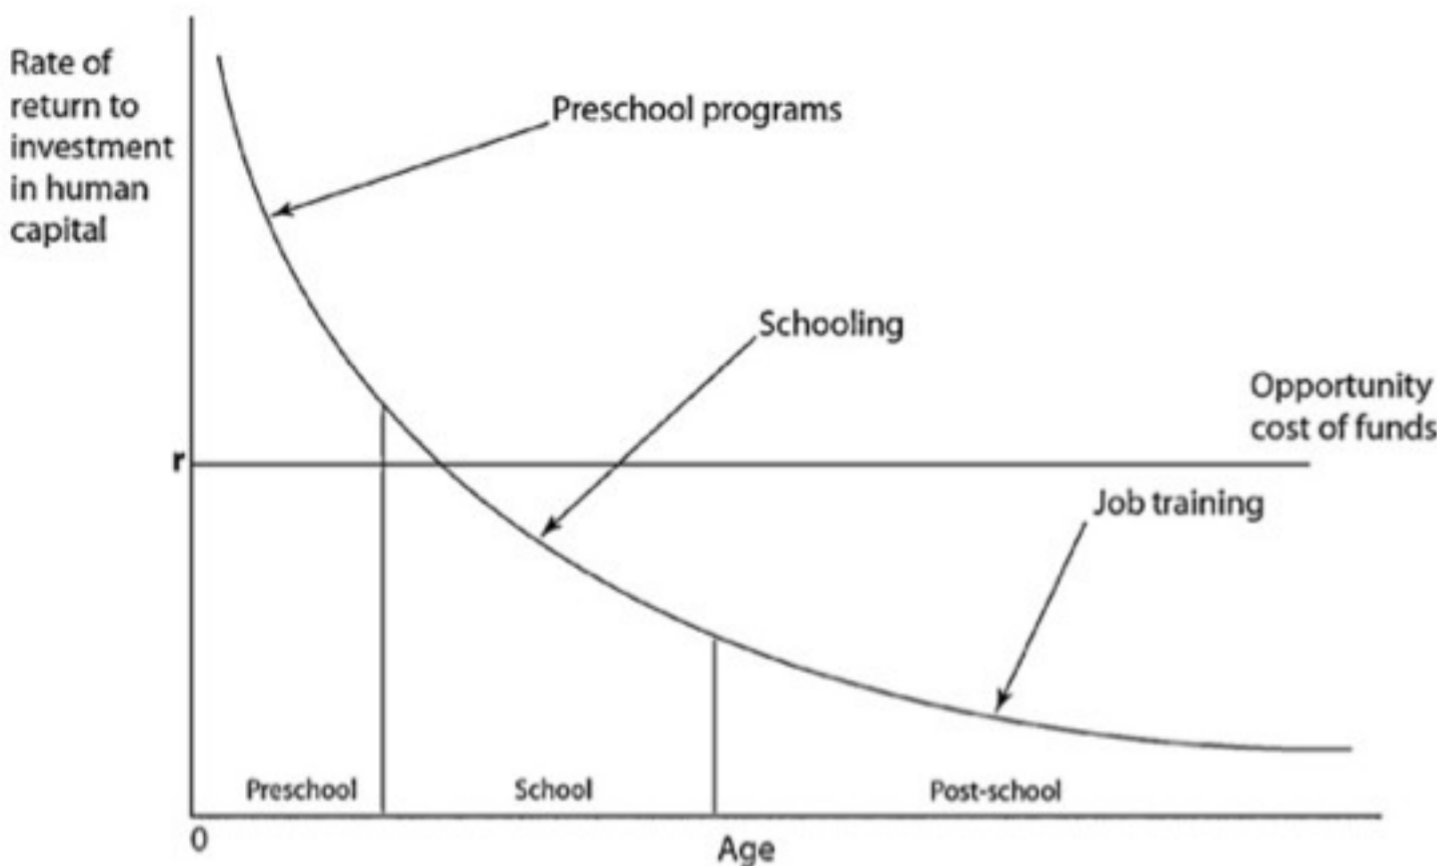 Rate of
return to
investment
in human
capital
Preschool programs
Schooling
Opportunity
cost of funds
r
Job training
Preschool
School
Post-school
0
Age